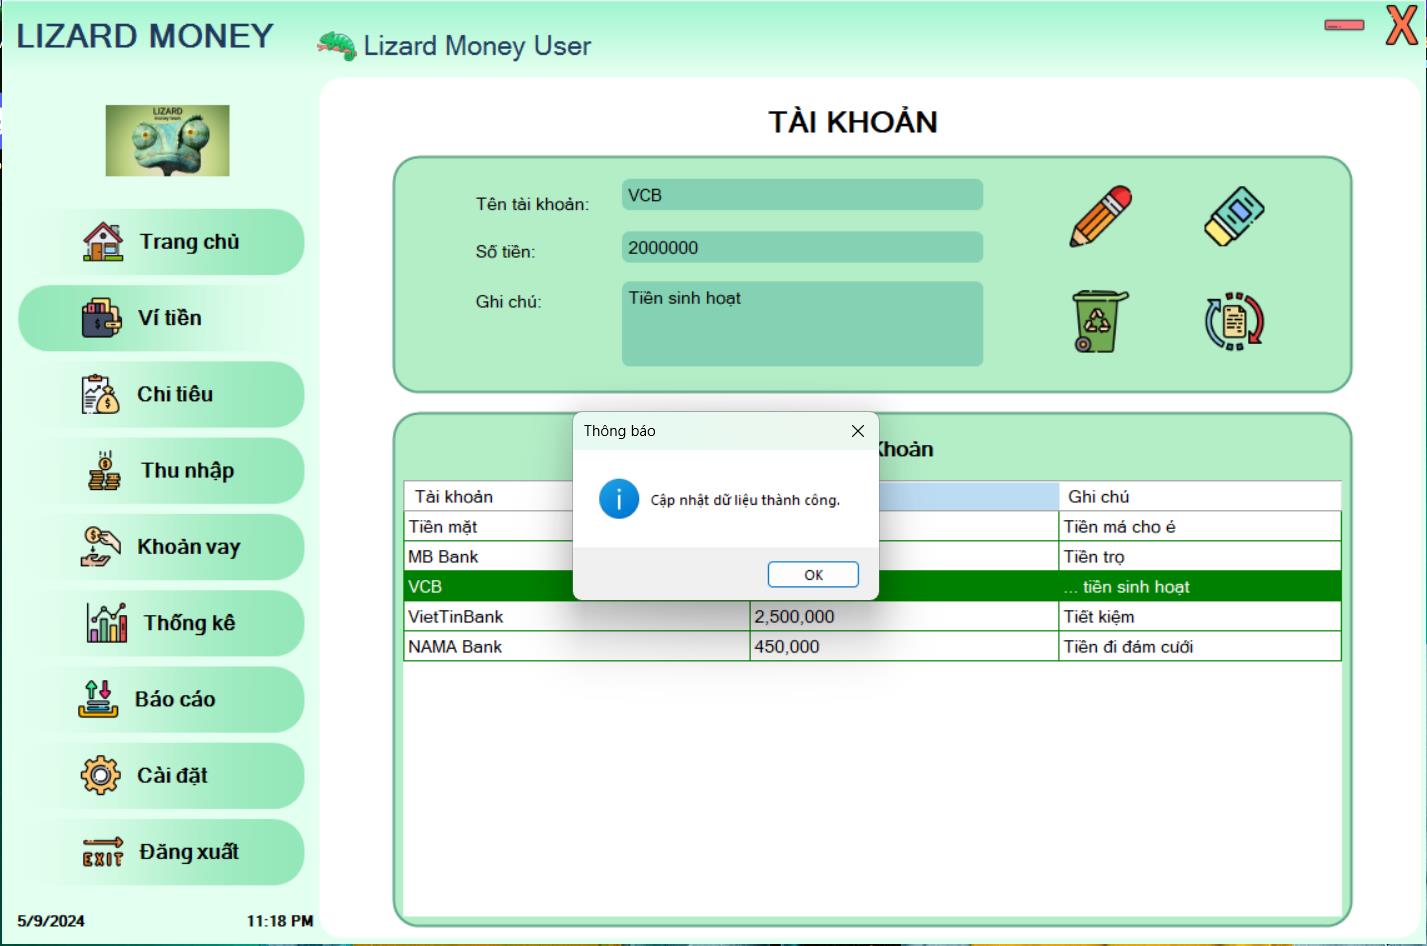 LIZARD MONEY
Lizard Money User
X
LIZARD
money team
Trang chủ
Ví tiền
Chi tiêu
Thu nhập
Khoản vay
Thống kê
Báo cáo
Cài đặt
EXIT Đăng xuất
5/9/2024 11:18 PM
TÀI KHOẢN
Tên tài khoản: VCB
Số tiền: 2000000
Ghi chú: Tiền sinh hoạt
Khoản
Tài khoản Ghi chú
Tiền mặt Tiền má cho é
MB Bank Tiền trọ
VCB ... tiền sinh hoạt
VietTinBank 2,500,000 Tiết kiệm
NAMA Bank 450,000 Tiền đi đám cưới
Thông báo
Cập nhật dữ liệu thành công.
OK